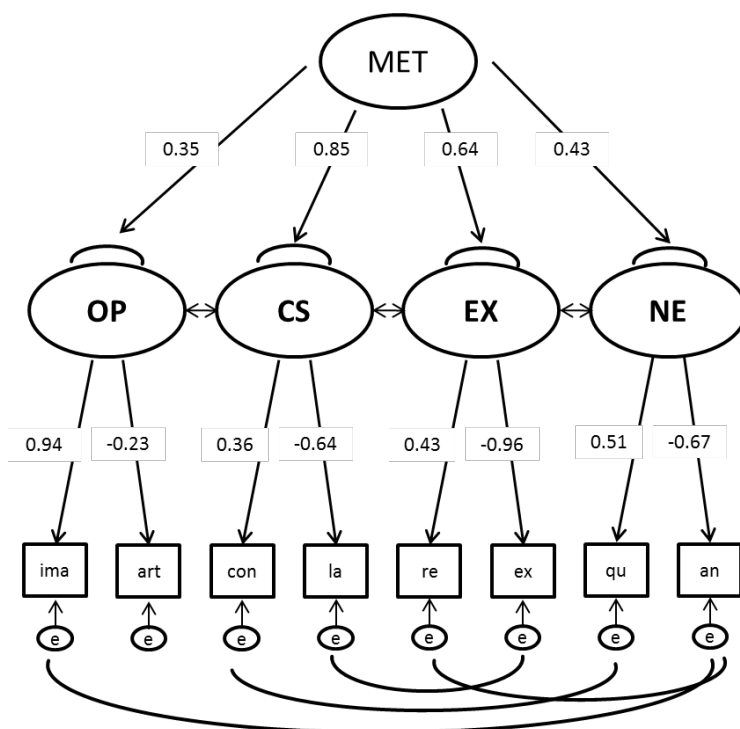 MET
0.35 0.85 0.64 0.43
OP CS EX NE
0.94 -0.23 0.36 -0.64 0.43 -0.96 0.51 -0.67
ima art con la re ex qu an
e e e e e e e e